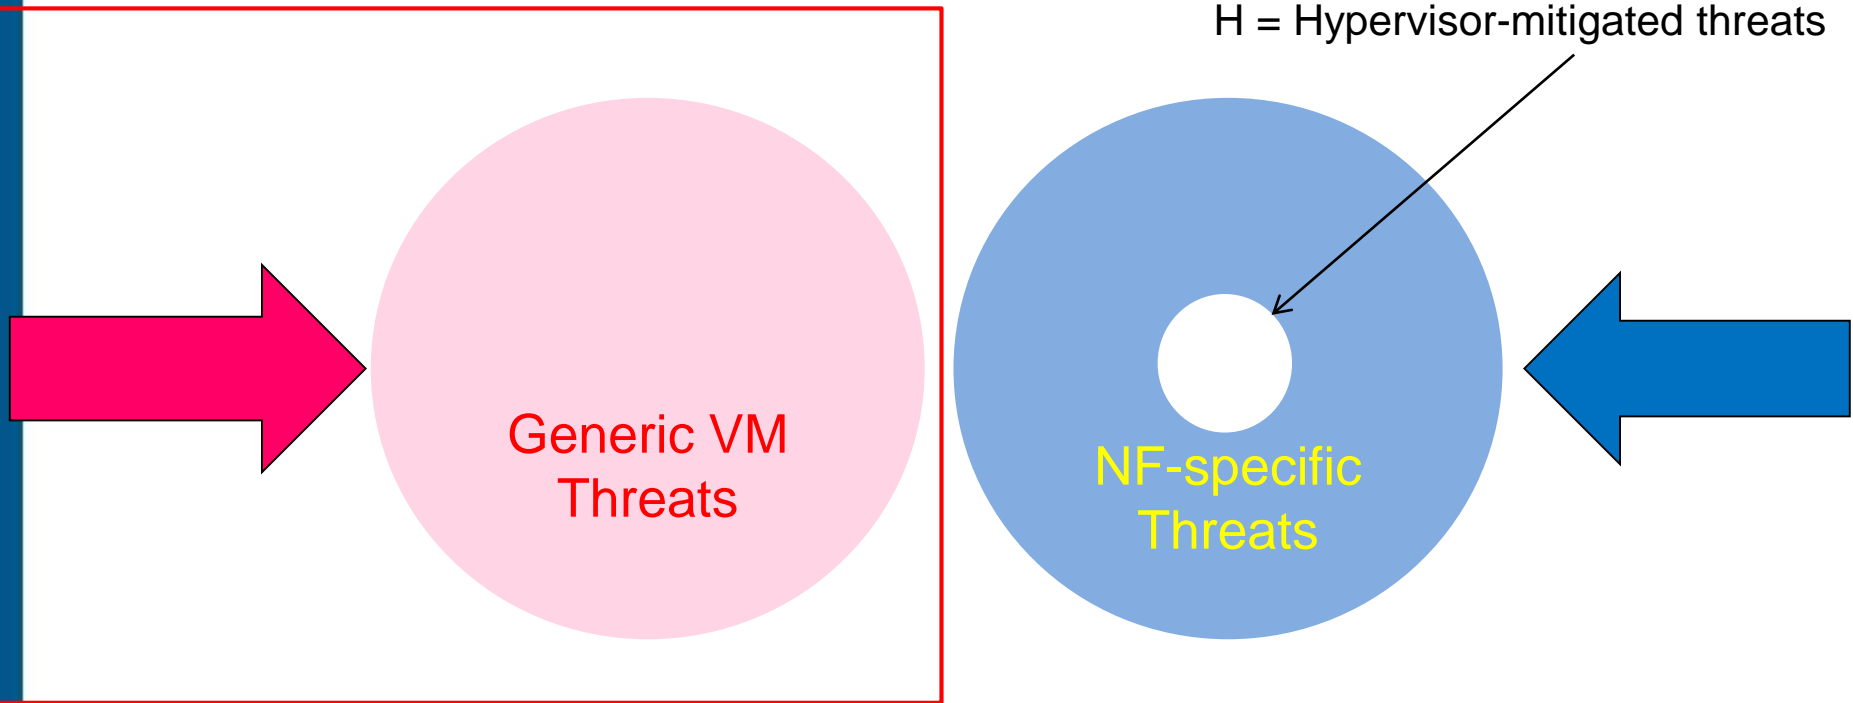 H = Hypervisor-mitigated threats
Generic VM
Threats
NF-specific
Threats